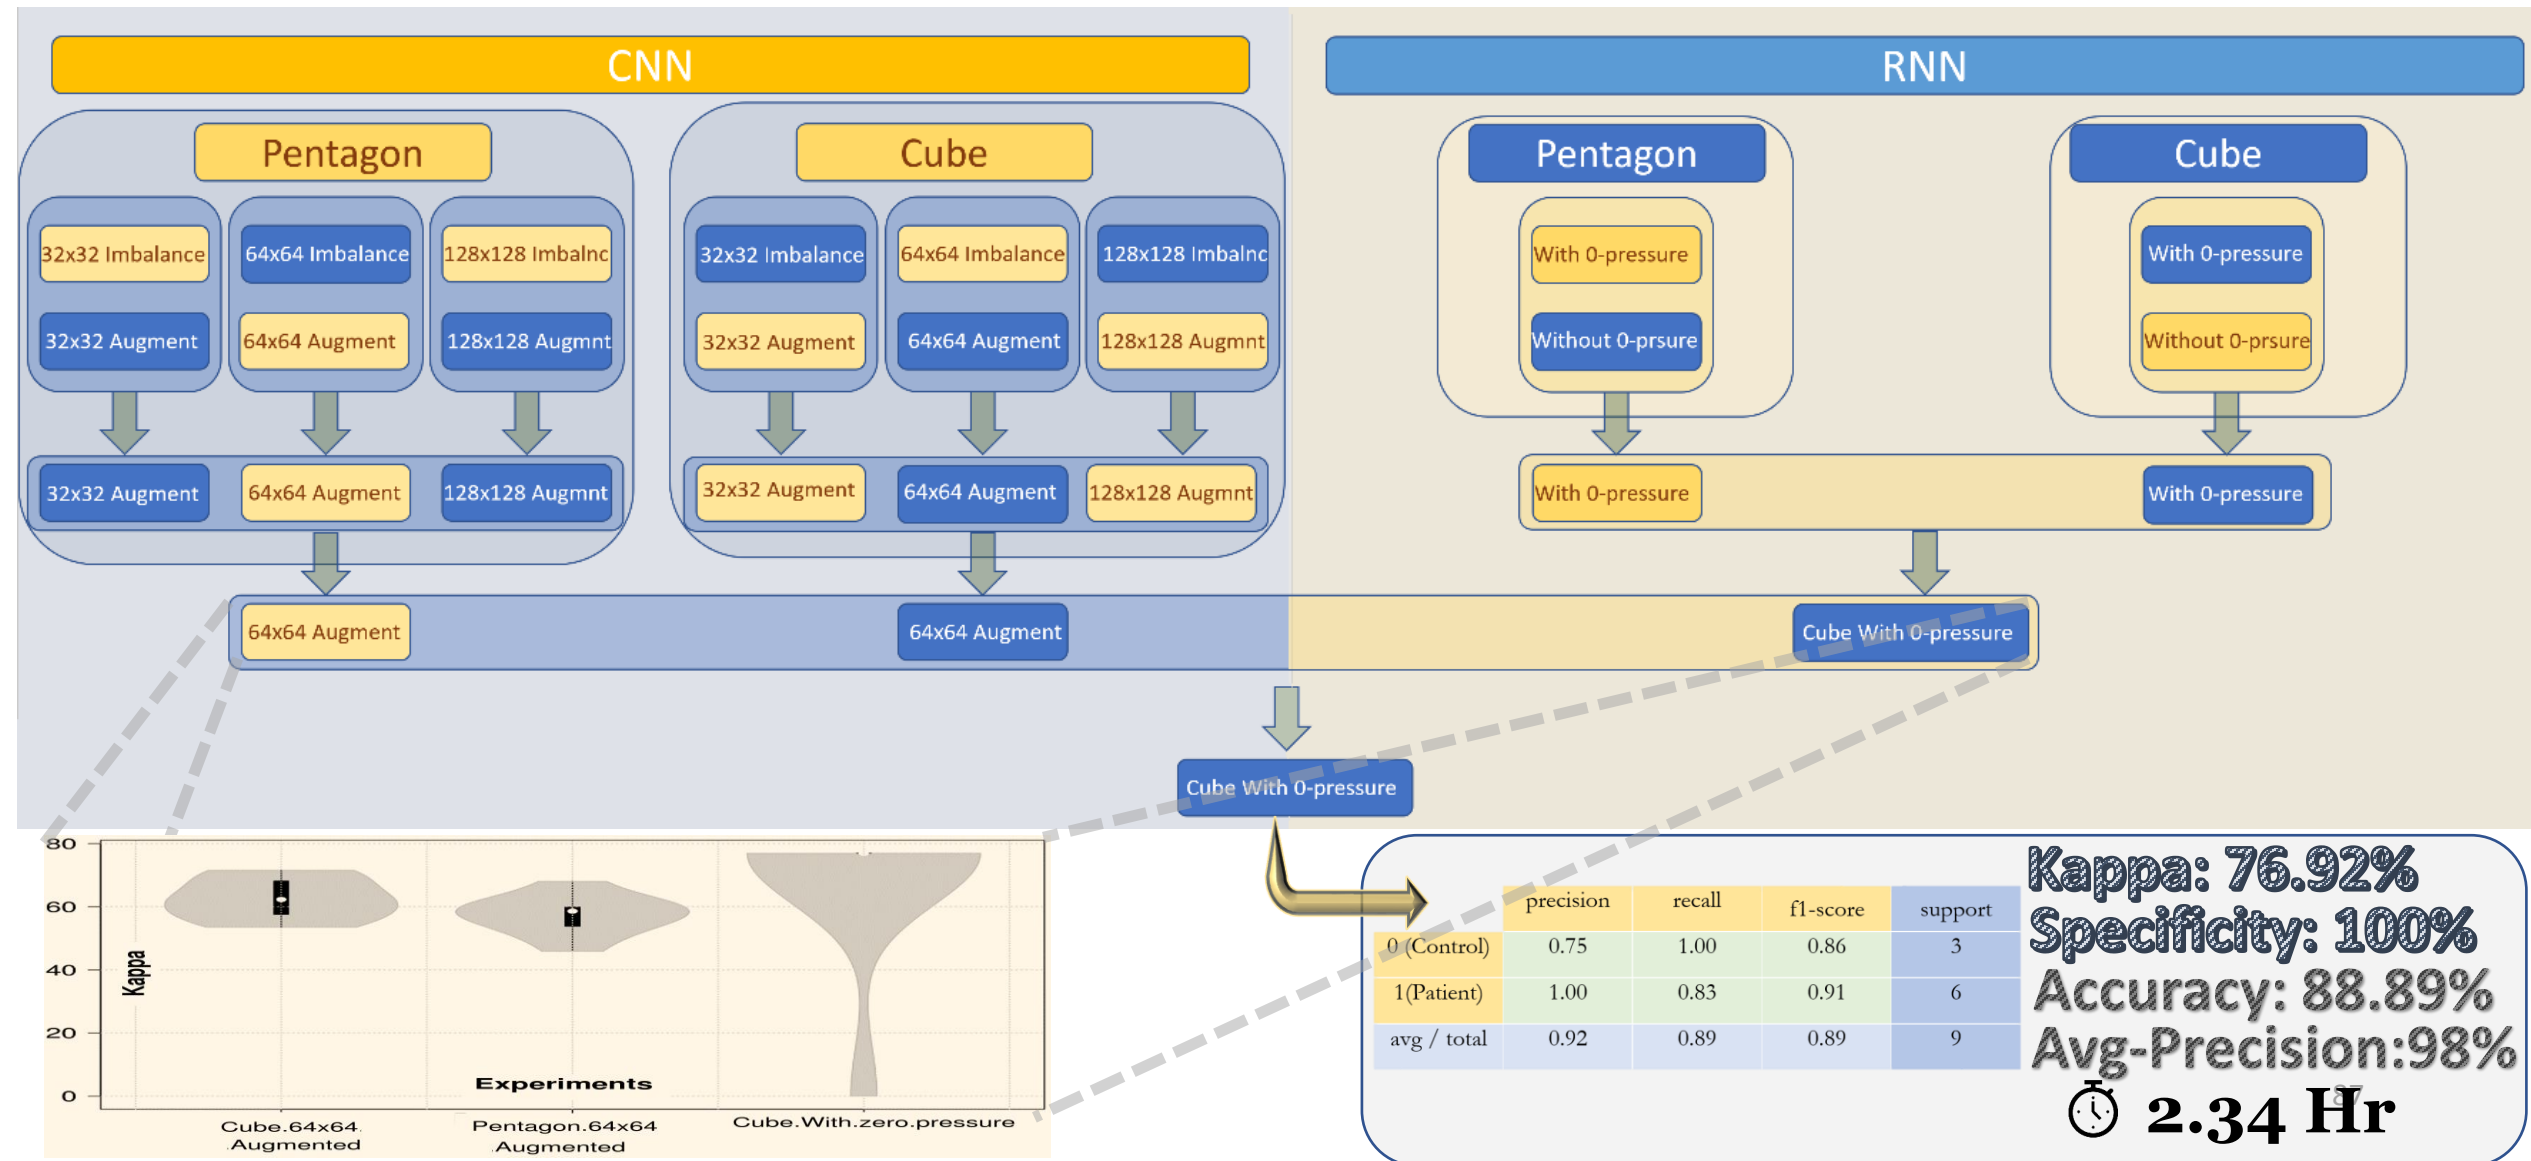 CNN
RNN
Pentagon
Cube
Pentagon
Cube
32x32 Imbalance
64x64 Imbalance
128x128 Imbalnc
32x32 Imbalance
64x64 Imbalance
128x128 Imbalnc
With 0-pressure
With 0-pressure
32x32 Augment
64x64 Augment
128x128 Augmnt
32x32 Augment
64x64 Augment
128x128 Augmnt
Without 0-prsure
Without 0-prsure
32x32 Augment
64x64 Augment
128x128 Augmnt
32x32 Augment
64x64 Augment
128x128 Augmnt
With 0-pressure
With 0-pressure
64x64 Augment
64x64 Augment
Cube With 0-pressure
Cube With 0-pressure
80
60
40
20
0
Kappa
Experiments
Cube.64x64.
.Augmented
Pentagon.64x64
.Augmented
Cube.With.zero.pressure
precision recall f1-score support
0 (Control) 0.75 1.00 0.86 3
1(Patient) 1.00 0.83 0.91 6
avg / total 0.92 0.89 0.89 9
Kappa: 76.92%
Specificity: 100%
Accuracy: 88.89%
Avg-Precision:98%
87
2.34 Hr